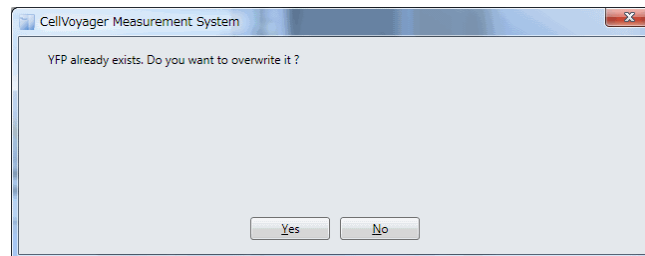 CellVoyager Measurement System
YFP already exists. Do you want to overwrite it ?
Yes No